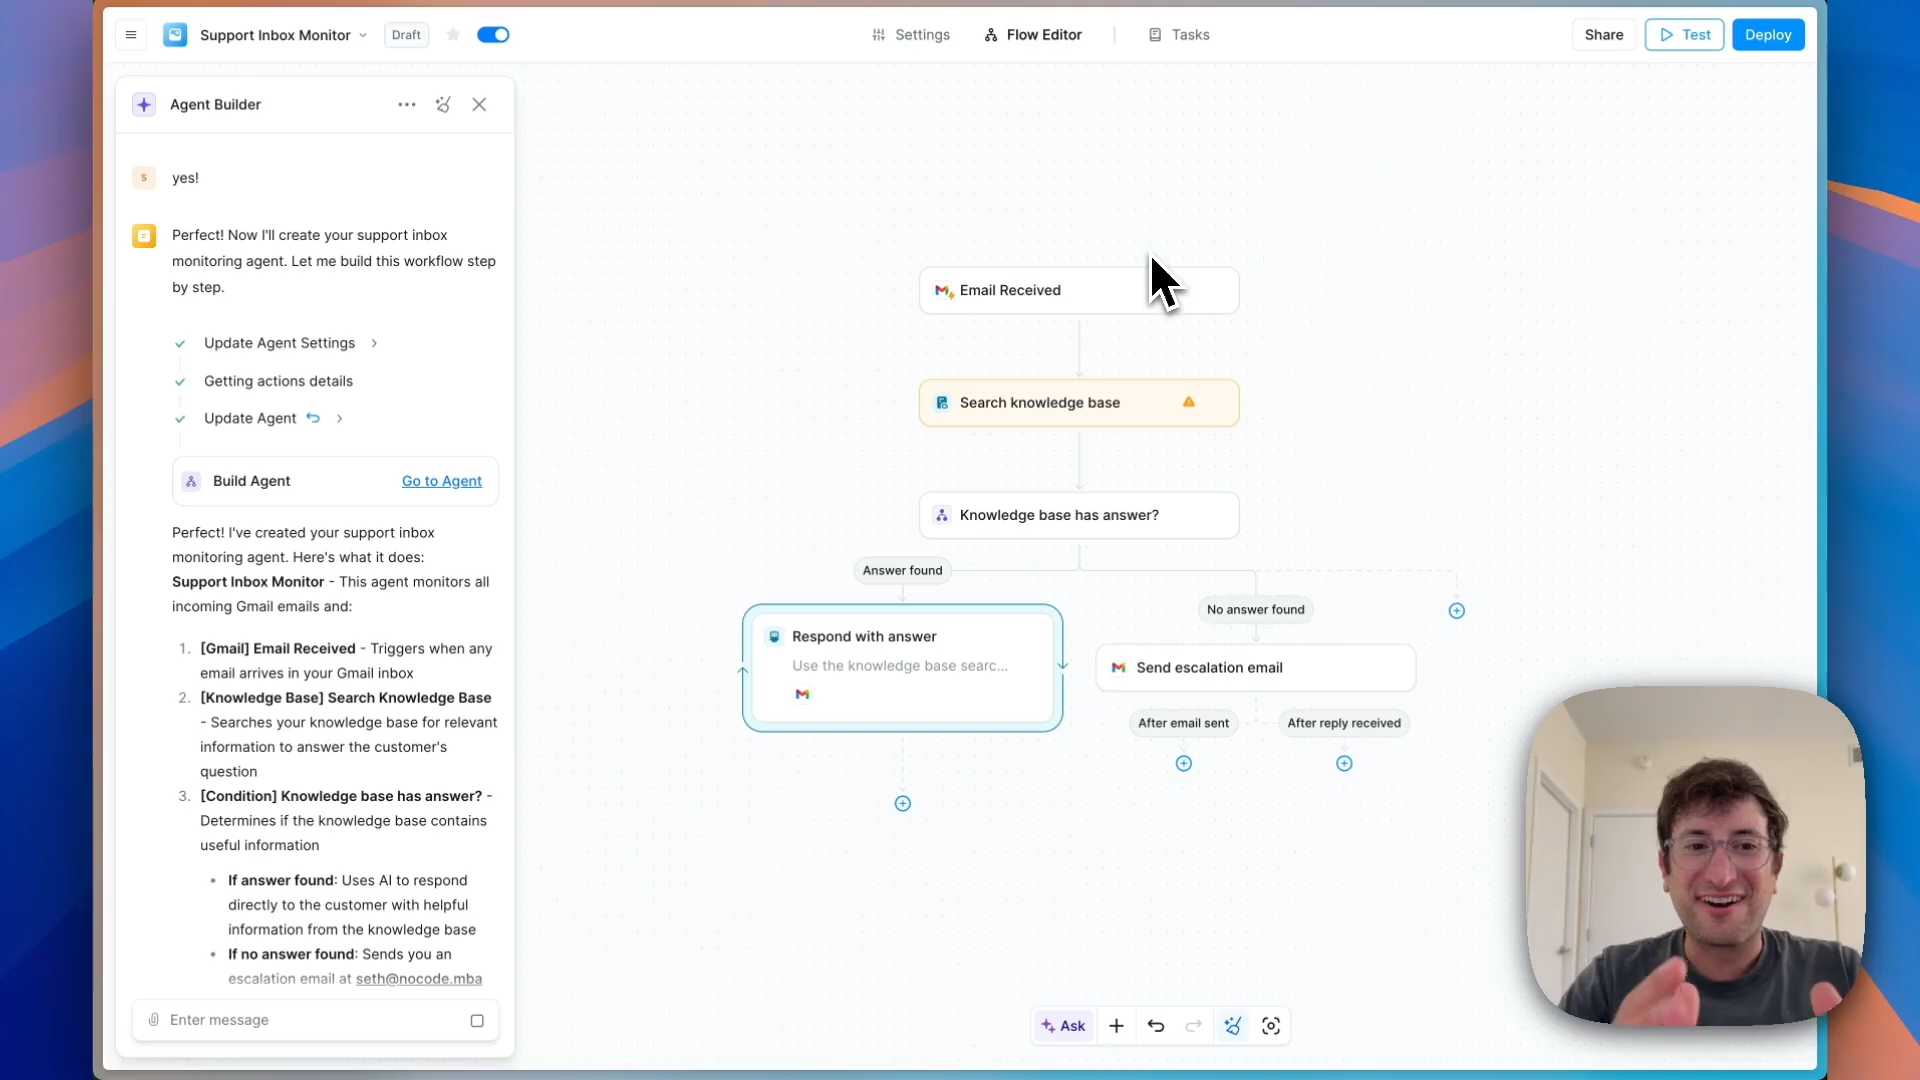 Support Inbox Monitor
Draft
Settings
Flow Editor
Tasks
Share
Test
Deploy
Agent Builder
S
yes!
Perfect! Now I'll create your support inbox
monitoring agent. Let me build this workflow step
by step.
Update Agent Settings
Getting actions details
Update Agent
Build Agent
Go to Agent
Perfect! I've created your support inbox
monitoring agent. Here's what it does:
Support Inbox Monitor - This agent monitors all
incoming Gmail emails and:
1. [Gmail] Email Received - Triggers when any
email arrives in your Gmail inbox
2. [Knowledge Base] Search Knowledge Base
- Searches your knowledge base for relevant
information to answer the customer's
question
3. [Condition] Knowledge base has answer? -
Determines if the knowledge base contains
useful information
• If answer found: Uses AI to respond
directly to the customer with helpful
information from the knowledge base
• If no answer found: Sends you an
escalation email at seth@nocode.mba
Enter message
Email Received
Search knowledge base
Knowledge base has answer?
Answer found
No answer found
Respond with answer
Use the knowledge base searc...
Send escalation email
After email sent
After reply received
Ask